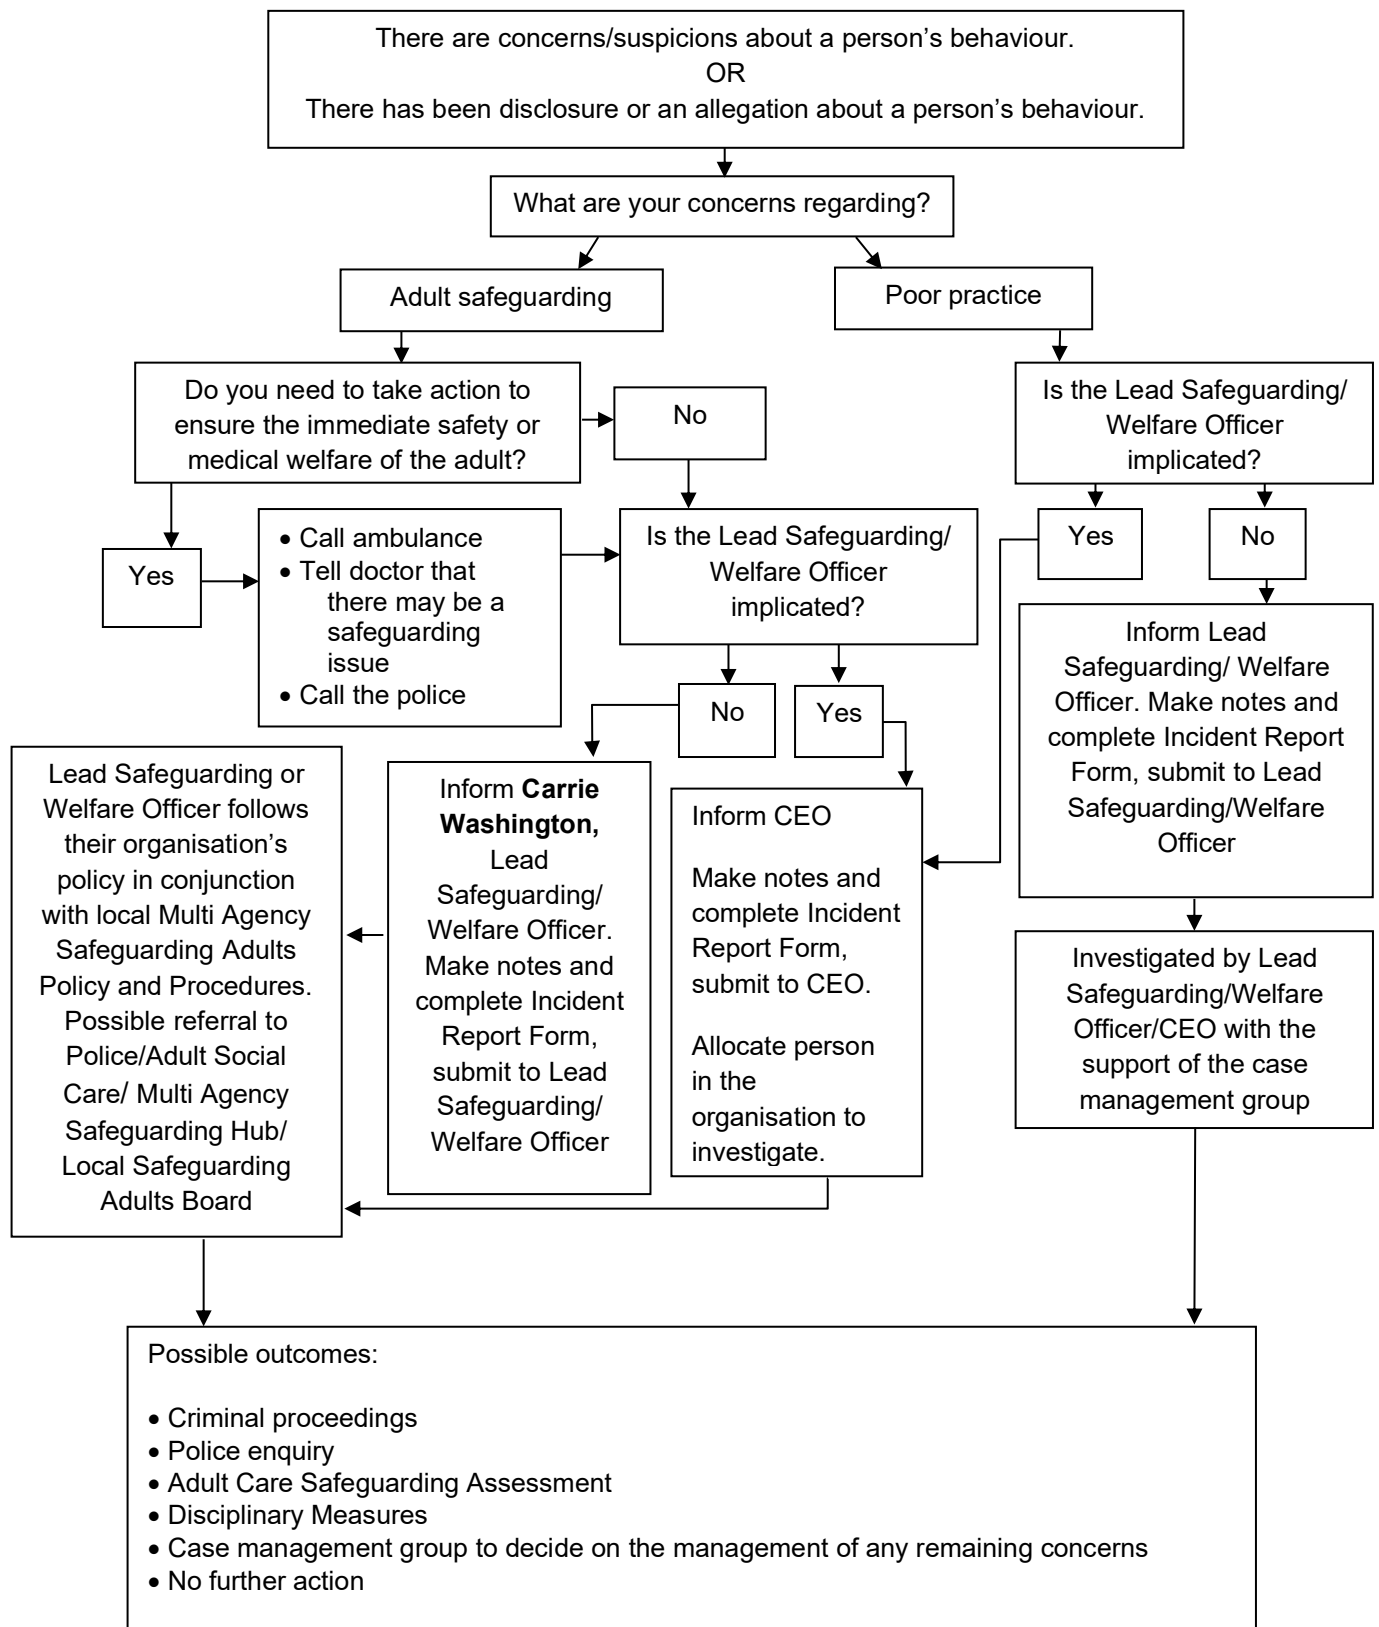 There are concerns/suspicions about a person’s behaviour.
OR
There has been disclosure or an allegation about a person’s behaviour.
What are your concerns regarding?
Adult safeguarding
Poor practice
Do you need to take action to
ensure the immediate safety or
medical welfare of the adult?
No
Is the Lead Safeguarding/
Welfare Officer
implicated?
Yes
• Call ambulance
• Tell doctor that
there may be a
safeguarding
issue
• Call the police
Is the Lead Safeguarding/
Welfare Officer
implicated?
Yes
No
No
Yes
Inform Lead
Safeguarding/ Welfare
Officer. Make notes and
complete Incident Report
Form, submit to Lead
Safeguarding/Welfare
Officer
Lead Safeguarding or
Welfare Officer follows
their organisation’s
policy in conjunction
with local Multi Agency
Safeguarding Adults
Policy and Procedures.
Possible referral to
Police/Adult Social
Care/ Multi Agency
Safeguarding Hub/
Local Safeguarding
Adults Board
Inform Carrie
Washington,
Lead
Safeguarding/
Welfare Officer.
Make notes and
complete Incident
Report Form,
submit to Lead
Safeguarding/
Welfare Officer
Inform CEO
Make notes and
complete Incident
Report Form,
submit to CEO.
Allocate person
in the
organisation to
investigate.
Investigated by Lead
Safeguarding/Welfare
Officer/CEO with the
support of the case
management group
Possible outcomes:
• Criminal proceedings
• Police enquiry
• Adult Care Safeguarding Assessment
• Disciplinary Measures
• Case management group to decide on the management of any remaining concerns
• No further action